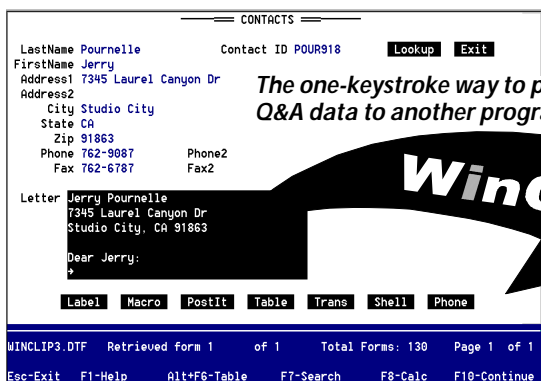 CONTACTS
LastName Pournelle Contact ID POUR918 Lookup Exit
FirstName Jerry
Address1 7345 Laurel Canyon Dr
Address2
The one-keystroke way to p
Q&A data to another progra
City Studio City
State CA
Zip 91863
Phone 762-9087 Phone2
Fax 762-6787 Fax2
WinC
Letter Jerry Pournelle
7345 Laurel Canyon Dr
Studio City, CA 91863
Dear Jerry:
Label Macro PostIt Table Trans Shell Phone
WINCLIP3.DTF Retrieved form 1 of 1 Total Forms: 130 Page 1 of 1
Esc-Exit F1-Help Alt+F6-Table F7-Search F8-Calc F10-Continue